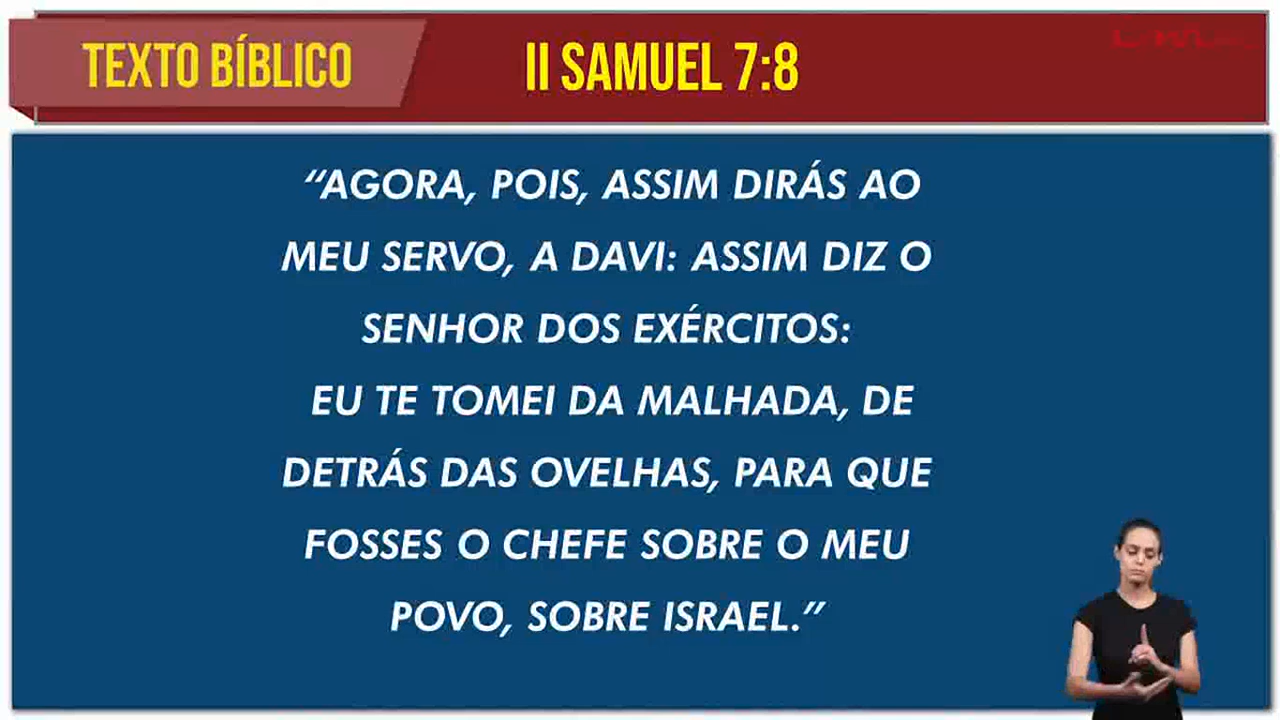 TEXTO BÍBLICO
II SAMUEL 7:8
“AGORA, POIS, ASSIM DIRÁS AO
MEU SERVO, A DAVI: ASSIM DIZ O
SENHOR DOS EXÉRCITOS:
EU TE TOMEI DA MALHADA, DE
DETRÁS DAS OVELHAS, PARA QUE
FOSSES O CHEFE SOBRE O MEU
POVO, SOBRE ISRAEL.”